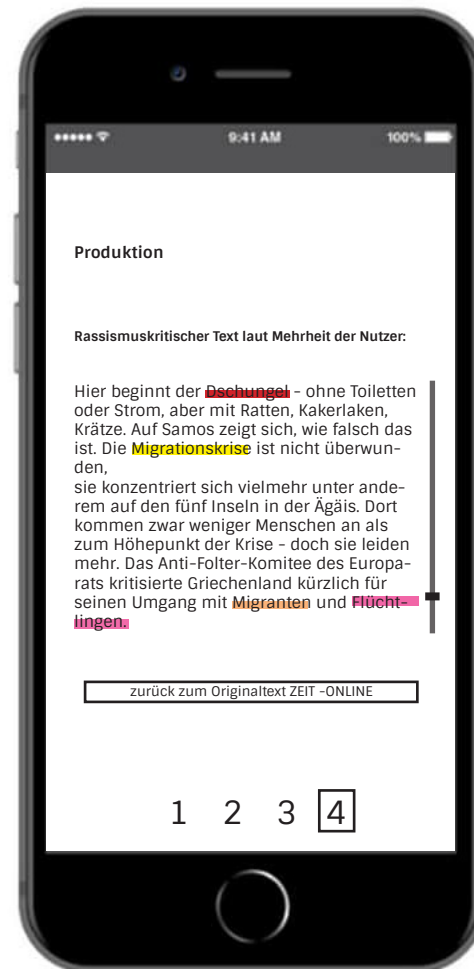 9:41 AM
100%
Produktion
Rassismuskritischer Text laut Mehrheit der Nutzer:
Hier beginnt der Dschungel - ohne Toiletten
oder Strom, aber mit Ratten, Kakerlaken,
Krätze. Auf Samos zeigt sich, wie falsch das
ist. Die Migrationskrise ist nicht überwun-
den,
sie konzentriert sich vielmehr unter ande-
rem auf den fünf Inseln in der Ägäis. Dort
kommen zwar weniger Menschen an als
zum Höhepunkt der Krise - doch sie leiden
mehr. Das Anti-Folter-Komitee des Europa-
rats kritisierte Griechenland kürzlich für
seinen Umgang mit Migranten und Flücht-
lingen.
zurück zum Originaltext ZEIT -ONLINE
1 2 3 4